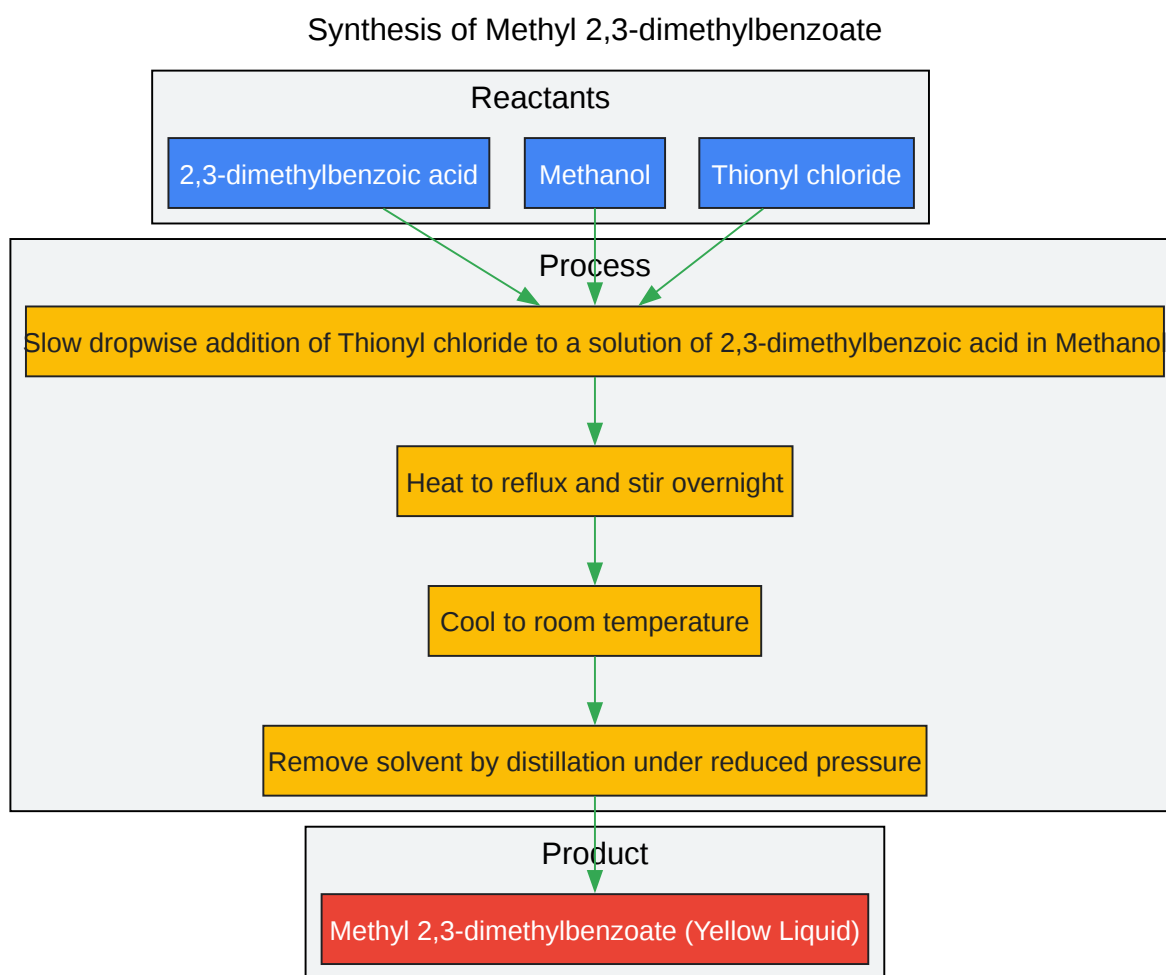 Synthesis of Methyl 2,3-dimethylbenzoate
Reactants
2,3-dimethylbenzoic acid
Methanol
Thionyl chloride
Process
Slow dropwise addition of Thionyl chloride to a solution of 2,3-dimethylbenzoic acid in Methanol
Heat to reflux and stir overnight
Cool to room temperature
Remove solvent by distillation under reduced pressure
Product
Methyl 2,3-dimethylbenzoate (Yellow Liquid)